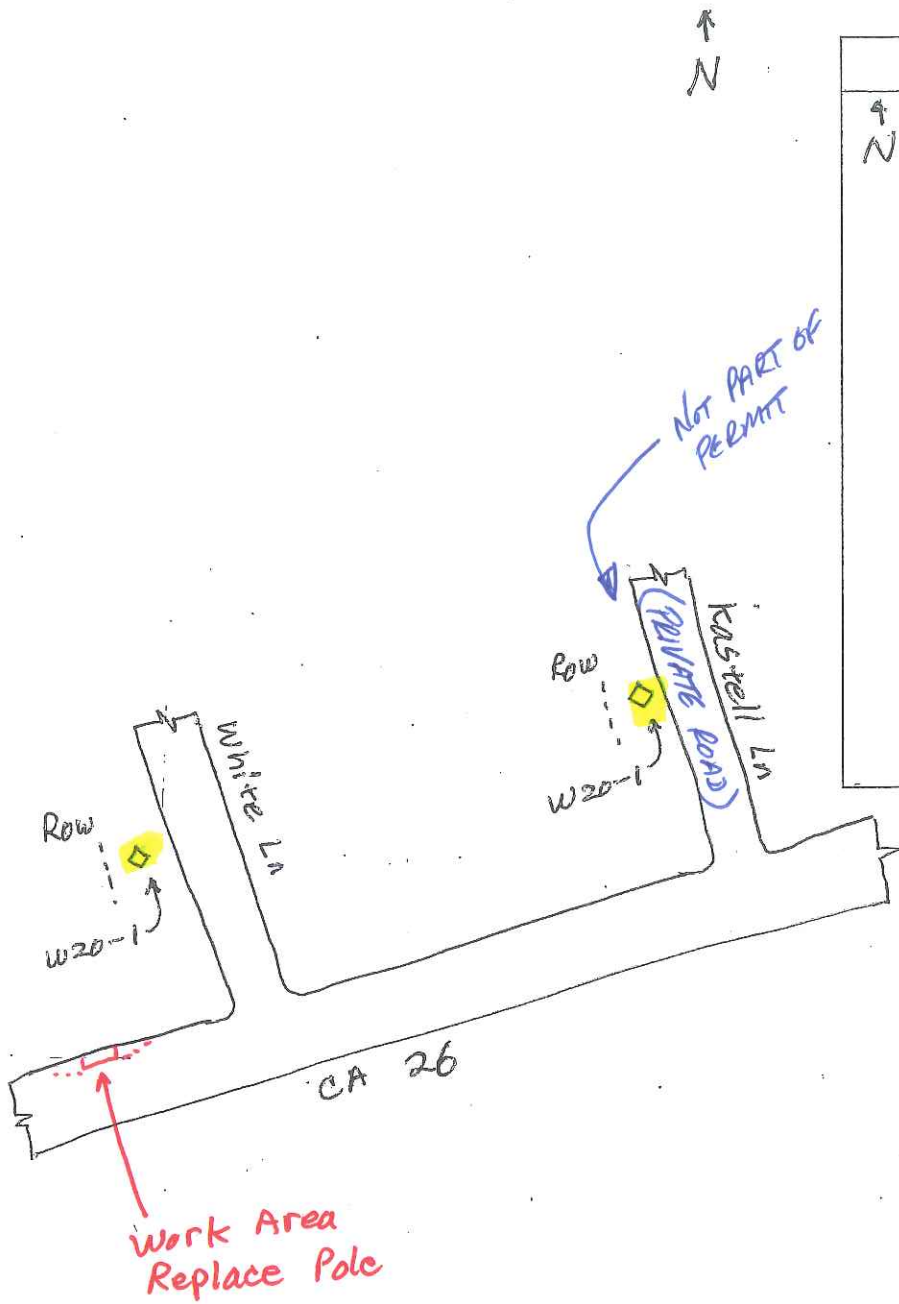 N
N
NOT PART OF
PERMIT
Kastell Ln
(PRIVATE ROAD)
ROW
W20-1
White Ln
ROW
W20-1
CA 26
Work Area
Replace Pole